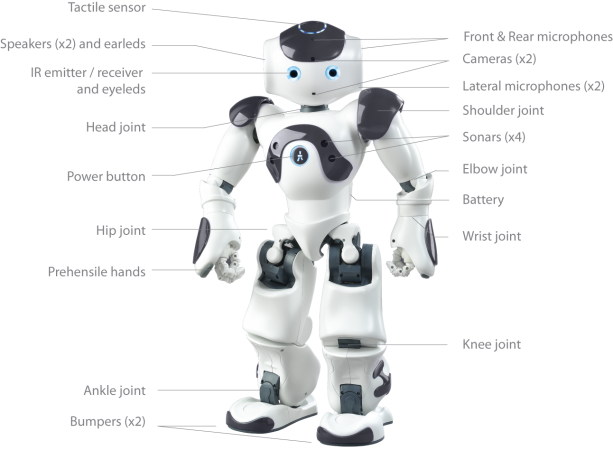 Tactile sensor
Speakers (x2) and earleds
IR emitter / receiver
and eyeleds
Head joint
Power button
Hip joint
Prehensile hands
Ankle joint
Bumpers (x2)
Front & Rear microphones
Cameras (x2)
Lateral microphones (x2)
Shoulder joint
Sonars (x4)
Elbow joint
Battery
Wrist joint
Knee joint